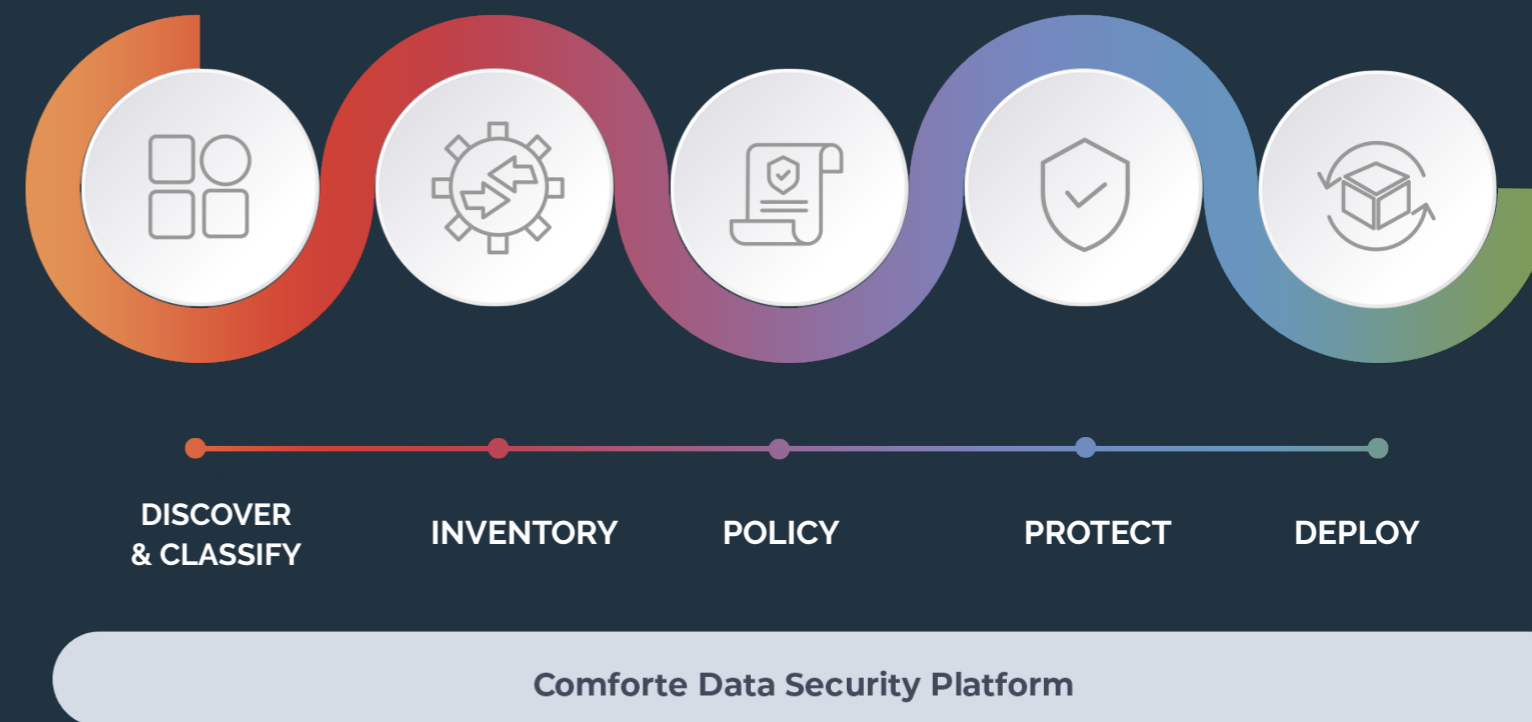 DISCOVER
& CLASSIFY
INVENTORY
POLICY
PROTECT
DEPLOY
Comforte Data Security Platform